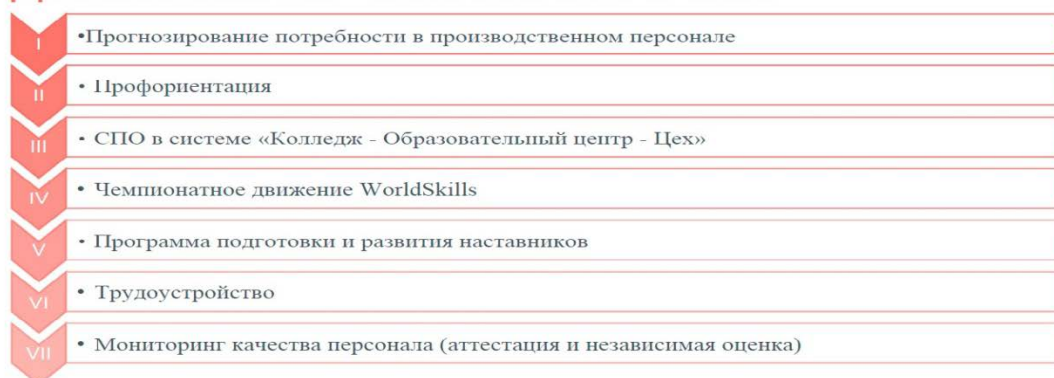 I
•Прогнозирование потребности в производственном персонале
II
• Профориентация
III
• СПО в системе «Колледж - Образовательный центр - Цех»
IV
• Чемпионатное движение WorldSkills
V
• Программа подготовки и развития наставников
VI
• Трудоустройство
VII
• Мониторинг качества персонала (аттестация и независимая оценка)